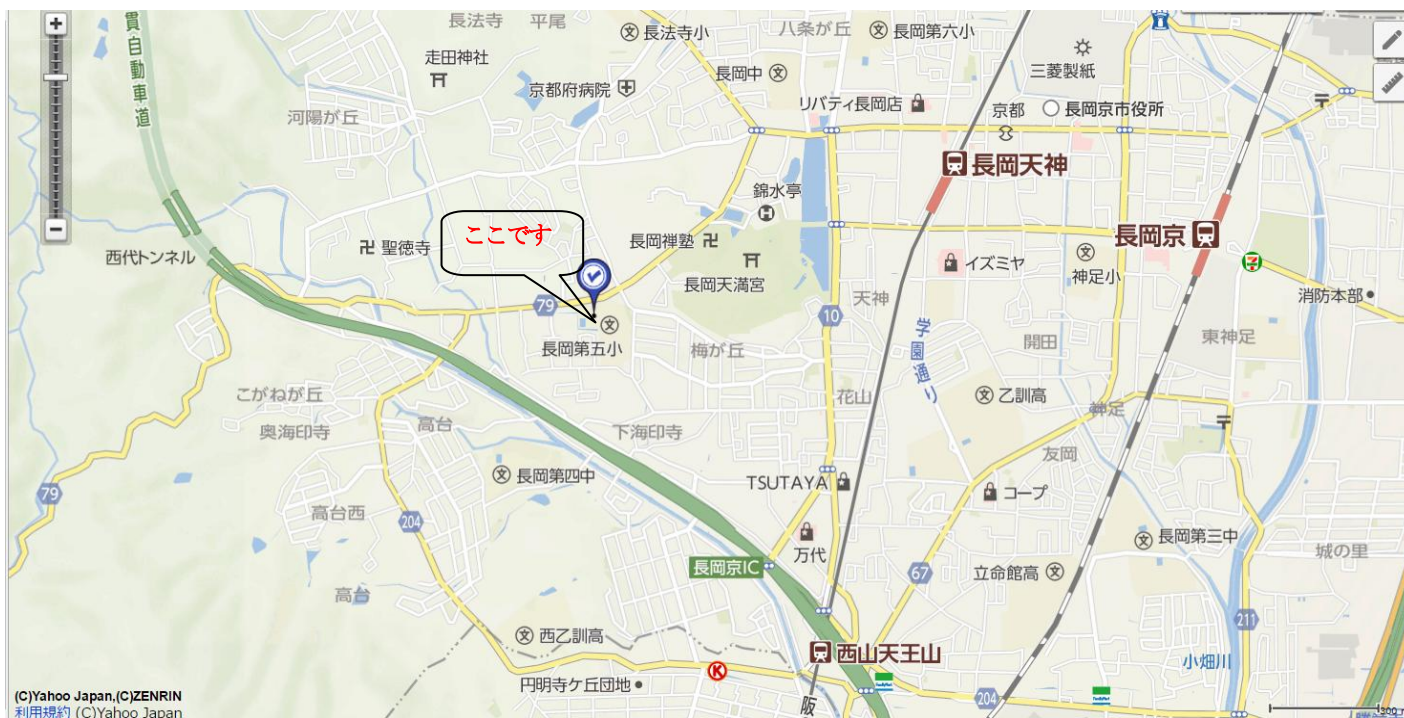 長法寺
平尾
長法寺小
八条が丘
長岡第六小
走田神社
長岡中
三菱製紙
京都府病院
リバティ長岡店
京都
長岡京市役所
貫自動車道
河陽が丘
長岡天神
錦水亭
ここです
長岡禅塾
聖徳寺
西代トンネル
長岡天満宮
イズミヤ
神足小
長岡京
消防本部
79
10
天神
学園通り
開田
東神足
長岡第五小
梅が丘
こがねが丘
奥海印寺
高台
下海印寺
花山
乙訓高
神足
友岡
長岡第四中
TSUTAYA
コープ
79
高台西
204
万代
長岡第三中
城の里
長岡京IC
67
立命館高
高台
西乙訓高
211
西山天王山
小畑川
円明寺ケ丘団地
K
阪
204
7
(C)Yahoo Japan,(C)ZENRIN
利用規約 (C)Yahoo Japan
300